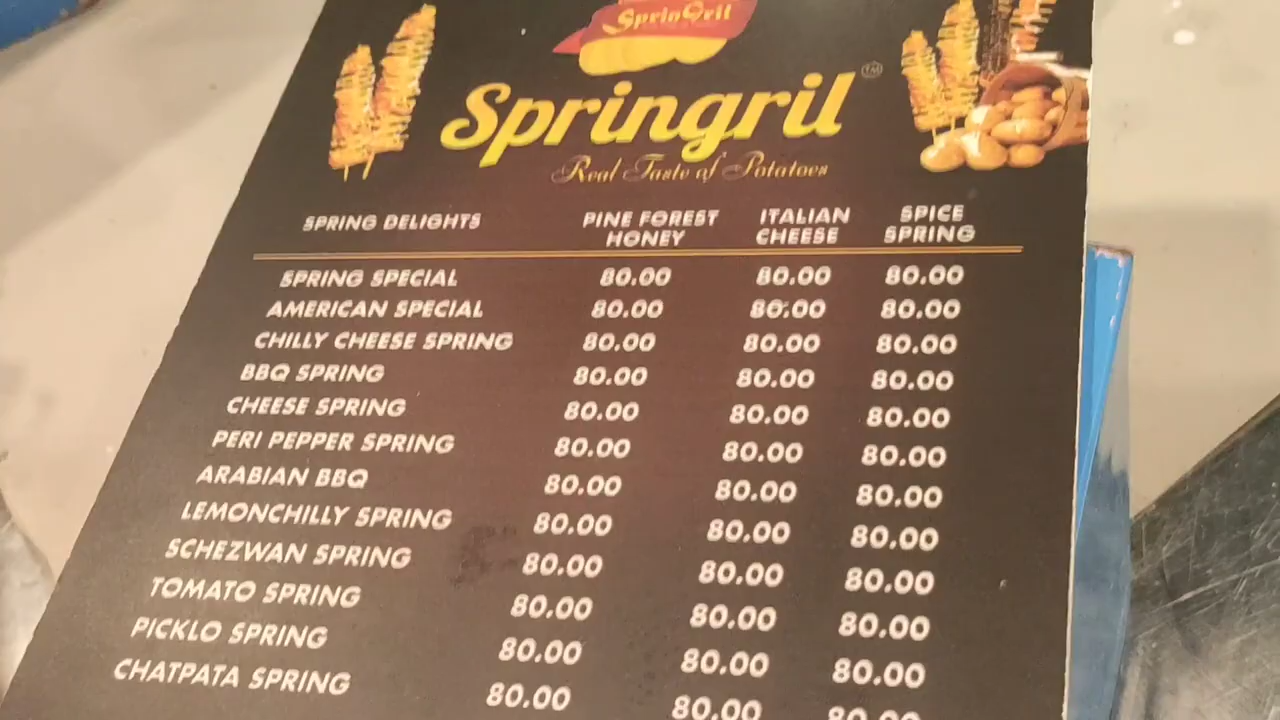 SprinGril
Springril TM
Real Taste of Potatoes
SPRING DELIGHTS PINE FOREST HONEY ITALIAN CHEESE SPICE SPRING
SPRING SPECIAL 80.00 80.00 80.00
AMERICAN SPECIAL 80.00 80.00 80.00
CHILLY CHEESE SPRING 80.00 80.00 80.00
BBQ SPRING 80.00 80.00 80.00
CHEESE SPRING 80.00 80.00 80.00
PERI PEPPER SPRING 80.00 80.00 80.00
ARABIAN BBQ 80.00 80.00 80.00
LEMONCHILLY SPRING 80.00 80.00 80.00
SCHEZWAN SPRING 80.00 80.00 80.00
TOMATO SPRING 80.00 80.00 80.00
PICKLO SPRING 80.00 80.00 80.00
CHATPATA SPRING 80.00 80.00 80.00